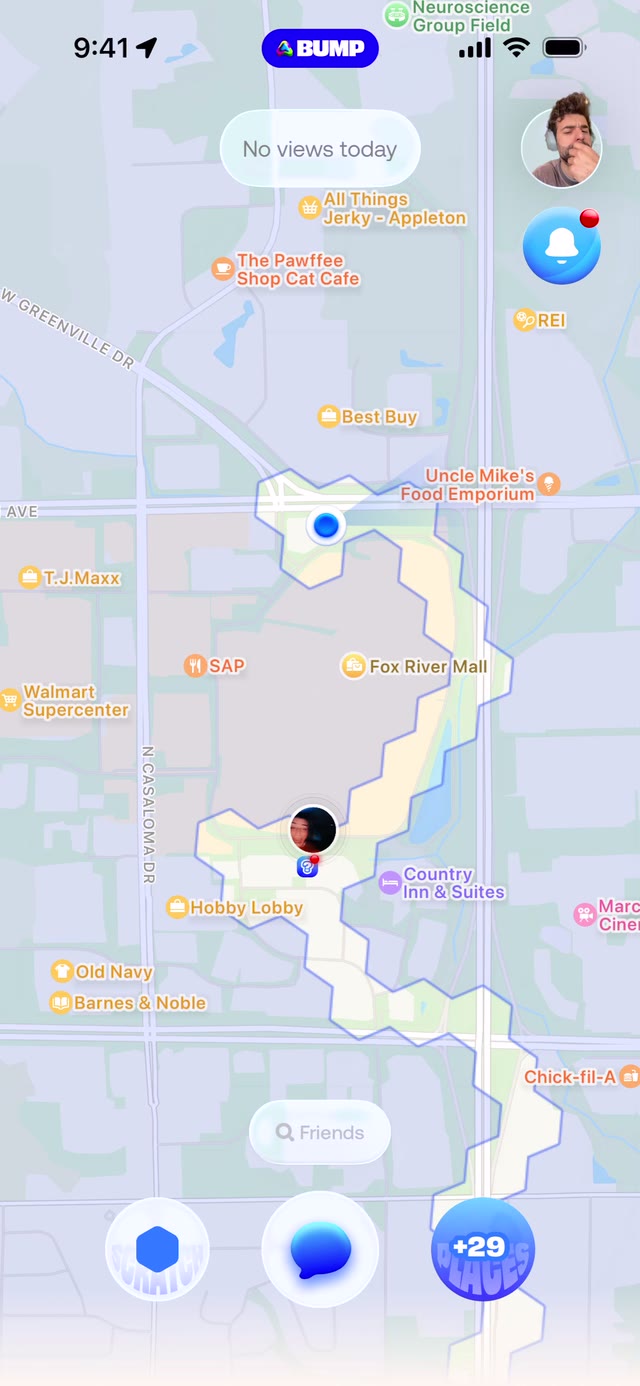 Neuroscience
Group Field
9:41
BUMP
No views today
All Things
Jerky - Appleton
The Pawffee
Shop Cat Cafe
W GREENVILLE DR
REI
Best Buy
Uncle Mike's
Food Emporium
AVE
T.J.Maxx
SAP
Fox River Mall
Walmart
Supercenter
N CASALOMA DR
Country
Inn & Suites
Hobby Lobby
Marc
Ciner
Old Navy
Barnes & Noble
Chick-fil-A
Friends
SCRATCH
+29
PLACES